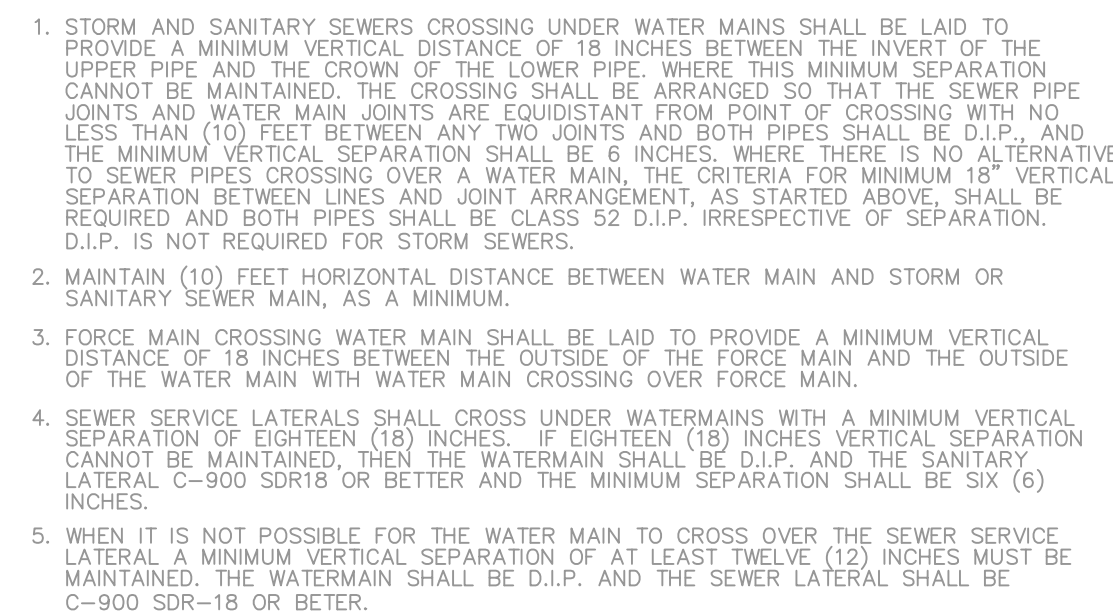 1. STORM AND SANITARY SEWERS CROSSING UNDER WATER MAINS SHALL BE LAID TO
PROVIDE A MINIMUM VERTICAL DISTANCE OF 18 INCHES BETWEEN THE INVERT OF THE
UPPER PIPE AND THE CROWN OF THE LOWER PIPE. WHERE THIS MINIMUM SEPARATION
CANNOT BE MAINTAINED. THE CROSSING SHALL BE ARRANGED SO THAT THE SEWER PIPE
JOINTS AND WATER MAIN JOINTS ARE EQUIDISTANT FROM POINT OF CROSSING WITH NO
LESS THAN (10) FEET BETWEEN ANY TWO JOINTS AND BOTH PIPES SHALL BE D.I.P., AND
THE MINIMUM VERTICAL SEPARATION SHALL BE 6 INCHES. WHERE THERE IS NO ALTERNATIVE
TO SEWER PIPES CROSSING OVER A WATER MAIN, THE CRITERIA FOR MINIMUM 18” VERTICAL
SEPARATION BETWEEN LINES AND JOINT ARRANGEMENT, AS STARTED ABOVE, SHALL BE
REQUIRED AND BOTH PIPES SHALL BE CLASS 52 D.I.P. IRRESPECTIVE OF SEPARATION.
D.I.P. IS NOT REQUIRED FOR STORM SEWERS.
2. MAINTAIN (10) FEET HORIZONTAL DISTANCE BETWEEN WATER MAIN AND STORM OR
SANITARY SEWER MAIN, AS A MINIMUM.
3. FORCE MAIN CROSSING WATER MAIN SHALL BE LAID TO PROVIDE A MINIMUM VERTICAL
DISTANCE OF 18 INCHES BETWEEN THE OUTSIDE OF THE FORCE MAIN AND THE OUTSIDE
OF THE WATER MAIN WITH WATER MAIN CROSSING OVER FORCE MAIN.
4. SEWER SERVICE LATERALS SHALL CROSS UNDER WATERMAINS WITH A MINIMUM VERTICAL
SEPARATION OF EIGHTEEN (18) INCHES. IF EIGHTEEN (18) INCHES VERTICAL SEPARATION
CANNOT BE MAINTAINED, THEN THE WATERMAIN SHALL BE D.I.P. AND THE SANITARY
LATERAL C-900 SDR18 OR BETTER AND THE MINIMUM SEPARATION SHALL BE SIX (6)
INCHES.
5. WHEN IT IS NOT POSSIBLE FOR THE WATER MAIN TO CROSS OVER THE SEWER SERVICE
LATERAL A MINIMUM VERTICAL SEPARATION OF AT LEAST TWELVE (12) INCHES MUST BE
MAINTAINED. THE WATERMAIN SHALL BE D.I.P. AND THE SEWER LATERAL SHALL BE
C-900 SDR-18 OR BETER.